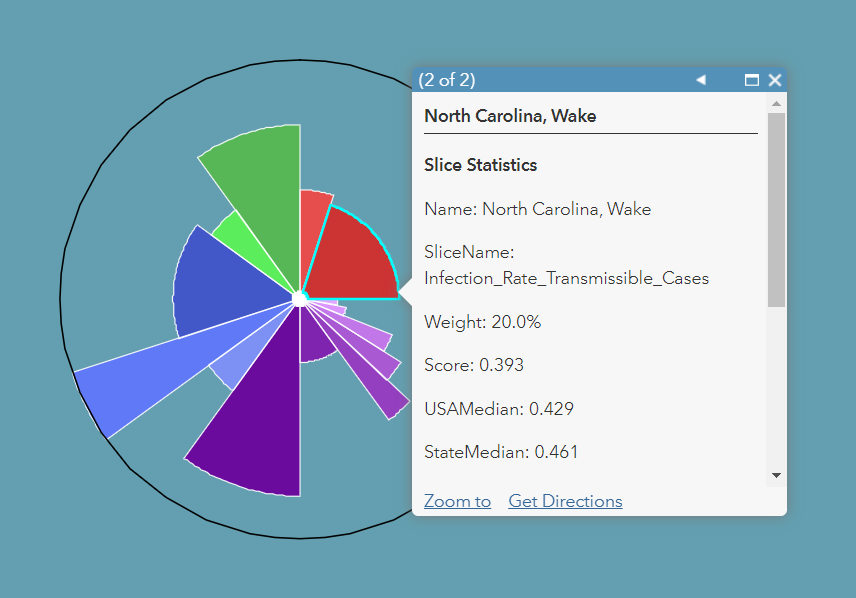 (2 of 2)
North Carolina, Wake
Slice Statistics
Name: North Carolina, Wake
SliceName:
Infection_Rate_Transmissible_Cases
Weight: 20.0%
Score: 0.393
USAMedian: 0.429
StateMedian: 0.461
Zoom to Get Directions